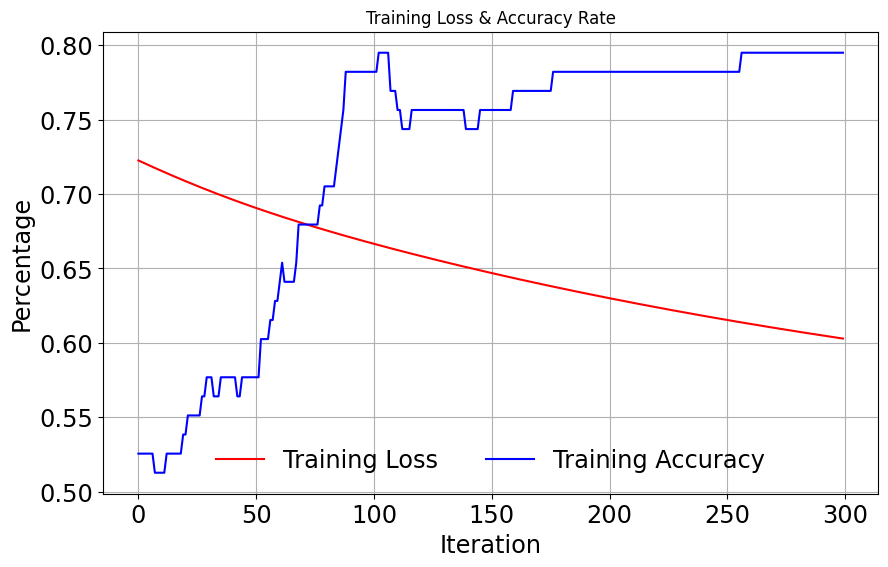 Training Loss & Accuracy Rate
0.80
0.75
0.70
0.65
0.60
0.55
0.50
Percentage
Training Loss Training Accuracy
0 50 100 150 200 250 300
Iteration